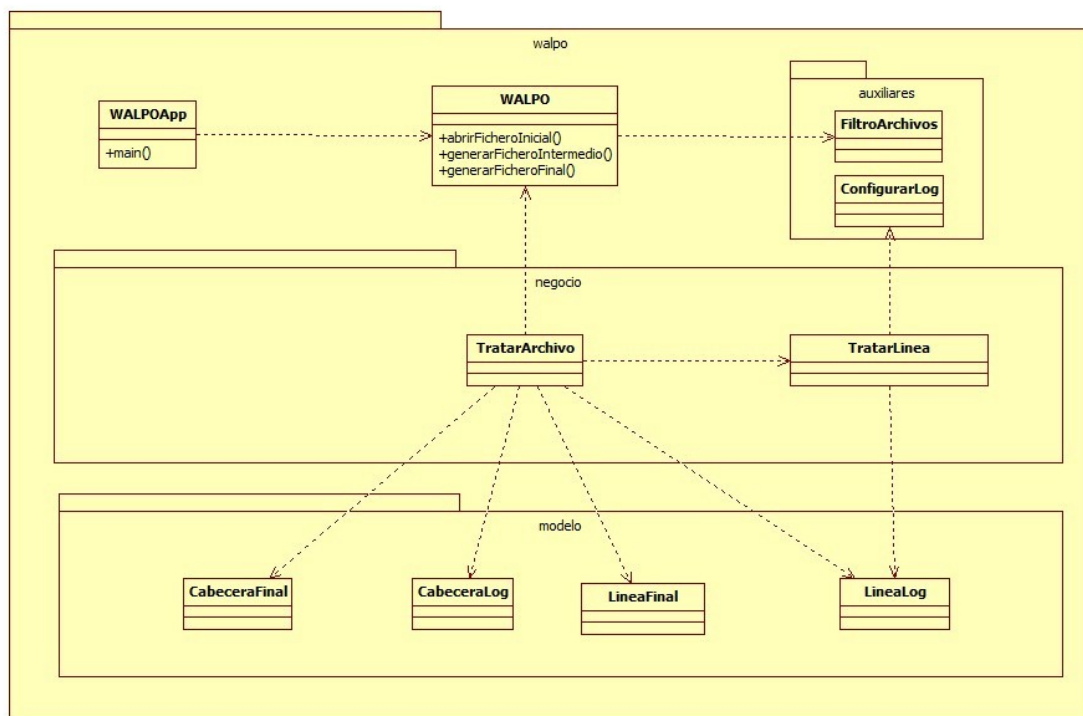 walpo
WALPOApp
+main()
WALPO
+abrirFicheroInicial()
+generarFicheroIntermedio()
+generarFicheroFinal()
auxiliares
FiltroArchivos
ConfigurarLog
negocio
TratarArchivo
TratarLinea
modelo
CabeceraFinal
CabeceraLog
LineaFinal
LineaLog